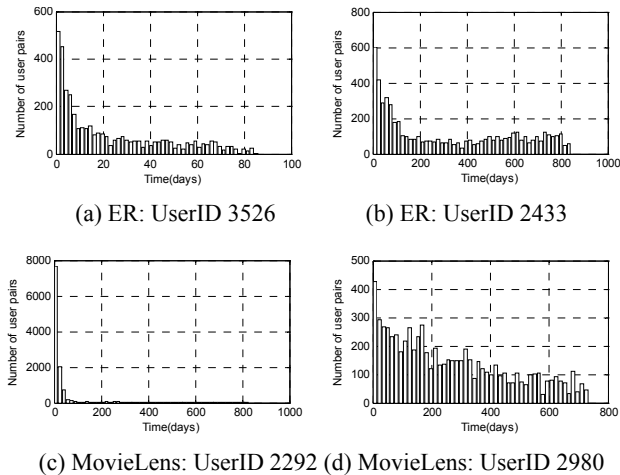 600
400
200
0
Number of user pairs
0 20 40 60 80 100
Time(days)
(a) ER: UserID 3526
800
600
400
200
0
Number of user pairs
0 200 400 600 800 1000
Time(days)
(b) ER: UserID 2433
8000
6000
4000
2000
0
Number of user pairs
0 200 400 600 800 1000
Time(days)
(c) MovieLens: UserID 2292
500
400
300
200
100
0
Number of user pairs
0 200 400 600 800
Time(days)
(d) MovieLens: UserID 2980